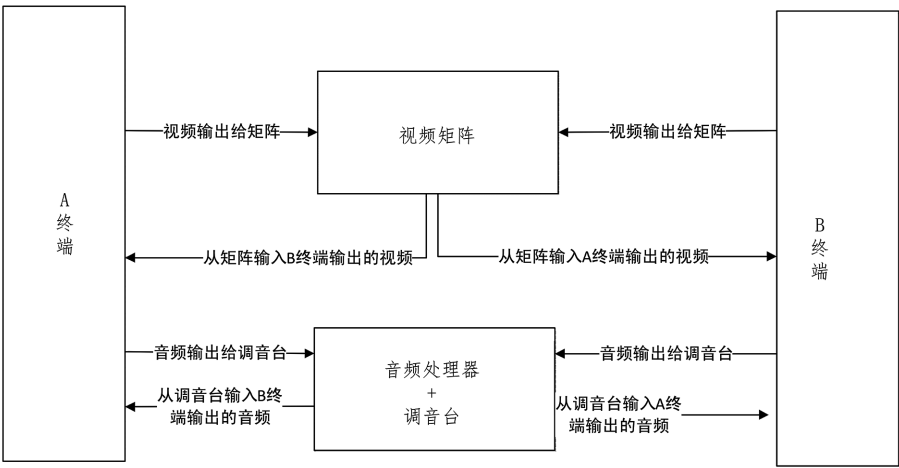 A
终
端
视频输出给矩阵
视频矩阵
视频输出给矩阵
B
终
端
从矩阵输入B终端输出的视频
从矩阵输入A终端输出的视频
音频输出给调音台
音频处理器
+
调音台
音频输出给调音台
从调音台输入B终
端输出的音频
从调音台输入A终
端输出的音频